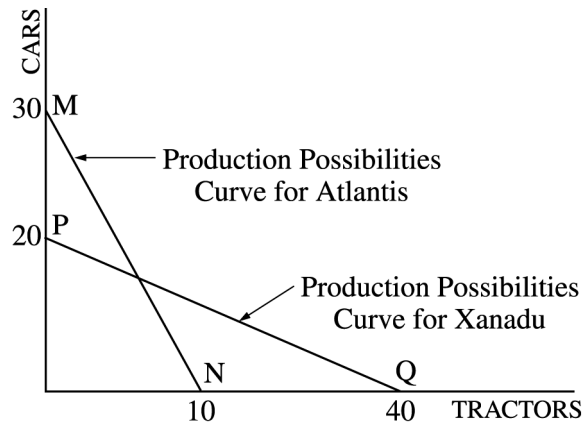 CARS
30
M
Production Possibilities
Curve for Atlantis
20
P
Production Possibilities
Curve for Xanadu
N
Q
10
40
TRACTORS